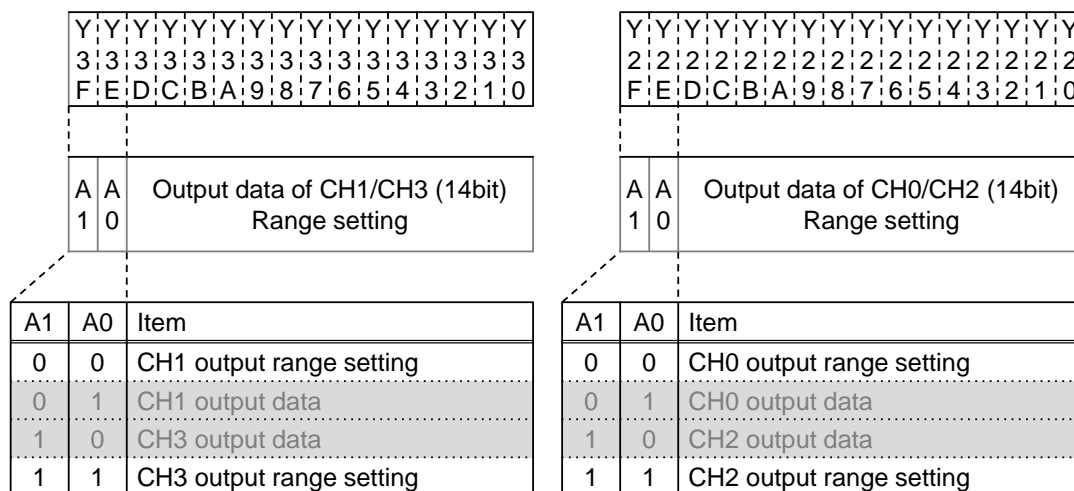 Y Y Y Y Y Y Y Y Y Y Y Y Y Y Y Y
3 3 3 3 3 3 3 3 3 3 3 3 3 3 3 3
F E D C B A 9 8 7 6 5 4 3 2 1 0
A A
1 0
Output data of CH1/CH3 (14bit)
Range setting
A1 A0 Item
0 0 CH1 output range setting
0 1 CH1 output data
1 0 CH3 output data
1 1 CH3 output range setting
Y Y Y Y Y Y Y Y Y Y Y Y Y Y Y Y
2 2 2 2 2 2 2 2 2 2 2 2 2 2 2 2
F E D C B A 9 8 7 6 5 4 3 2 1 0
A A
1 0
Output data of CH0/CH2 (14bit)
Range setting
A1 A0 Item
0 0 CH0 output range setting
0 1 CH0 output data
1 0 CH2 output data
1 1 CH2 output range setting